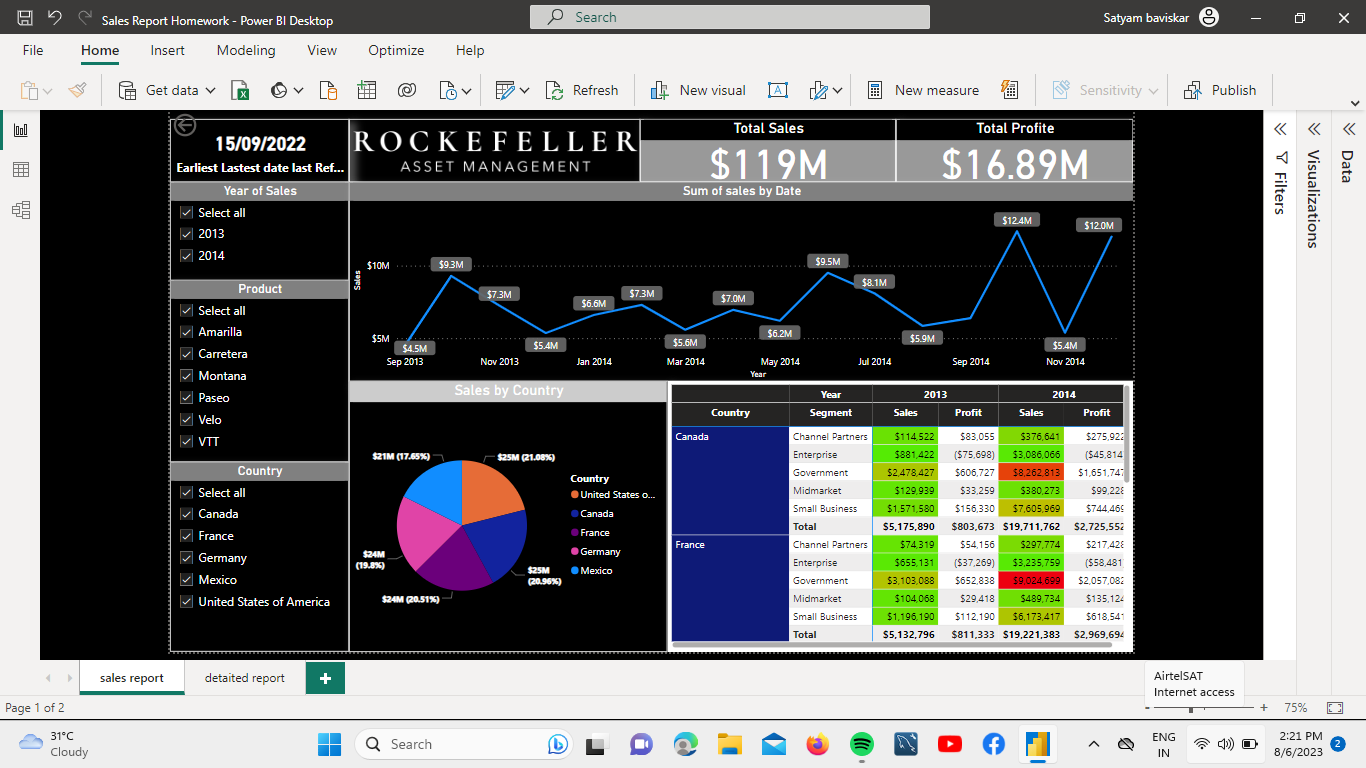 Sales Report Homework - Power BI Desktop
Search
Satyam baviskar
File Home Insert Modeling View Optimize Help
Get data Refresh New visual New measure Sensitivity Publish
15/09/2022
Earliest Lastest date last Ref...
ROCKEFELLER
ASSET MANAGEMENT
Total Sales
$119M
Total Profite
$16.89M
Filters
Visualizations
Data
Year of Sales
Select all
2013
2014
Product
Select all
Amarilla
Carretera
Montana
Paseo
Velo
VTT
Country
Select all
Canada
France
Germany
Mexico
United States of America
Sum of sales by Date
Sales
$10M
$5M
$4.5M
$9.3M
$7.3M
$5.4M
$6.6M
$7.3M
$5.6M
$7.0M
$6.2M
$9.5M
$8.1M
$5.9M
$12.4M
$5.4M
$12.0M
Sep 2013 Nov 2013 Jan 2014 Mar 2014 May 2014 Jul 2014 Sep 2014 Nov 2014
Year
Sales by Country
$21M (17.65%)
$25M (21.08%)
$24M
(19.8%)
$25M
(20.96%)
$24M (20.51%)
Country
United States o...
Canada
France
Germany
Mexico
Year 2013 2014
Country Segment Sales Profit Sales Profit
Canada Channel Partners $114,522 $83,055 $376,641 $275,922
Enterprise $881,422 ($75,698) $3,086,066 ($45,814
Government $2,478,427 $606,727 $8,262,813 $1,651,747
Midmarket $129,939 $33,259 $380,273 $99,228
Small Business $1,571,580 $156,330 $7,605,969 $744,469
Total $5,175,890 $803,673 $19,711,762 $2,725,552
France Channel Partners $74,319 $54,156 $297,774 $217,428
Enterprise $655,131 ($37,269) $3,235,759 ($58,481
Government $3,103,088 $652,838 $9,024,699 $2,057,082
Midmarket $104,068 $29,418 $489,734 $135,124
Small Business $1,196,190 $112,190 $6,173,417 $618,541
Total $5,132,796 $811,333 $19,221,383 $2,969,694
sales report detaited report
Page 1 of 2
AirtelSAT
Internet access
75%
31°C
Cloudy
Search
ENG
IN
2:21 PM
8/6/2023
2